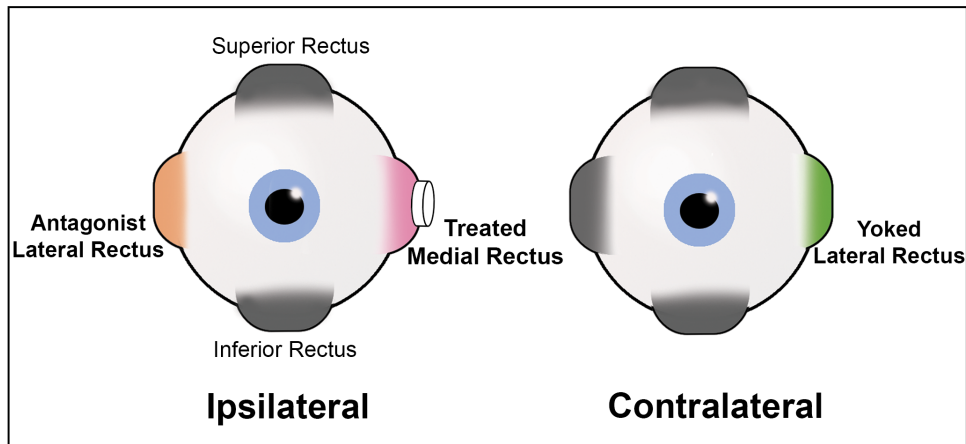 Superior Rectus
Antagonist
Lateral Rectus
Treated
Medial Rectus
Yoked
Lateral Rectus
Inferior Rectus
Ipsilateral
Contralateral